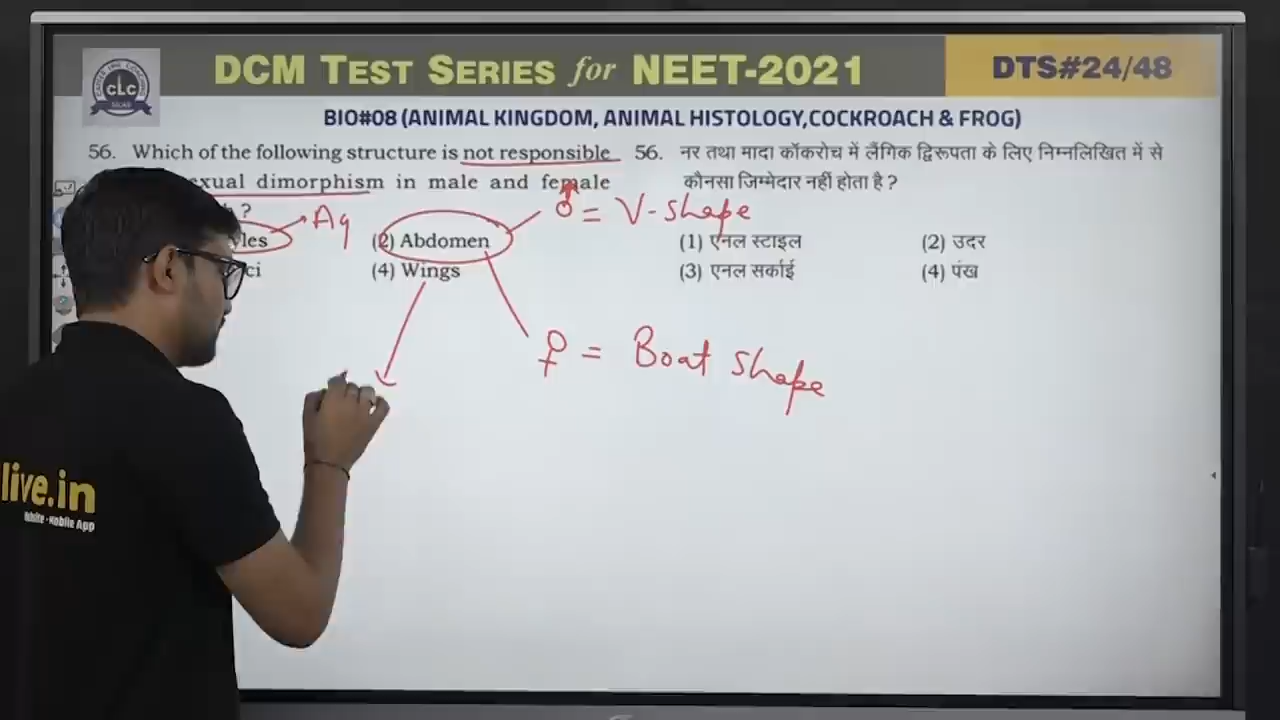 DCM TEST SERIES for NEET-2021
DTS#24/48
CLC
BIO#08 (ANIMAL KINGDOM, ANIMAL HISTOLOGY,COCKROACH & FROG)
56. Which of the following structure is not responsible
xual dimorphism in male and female
?
les
(2) Abdomen
ci
(4) Wings
56. नर तथा मादा कॉकरोच में लैंगिक द्विरूपता के लिए निम्नलिखित में से
कौनसा जिम्मेदार नहीं होता है ?
(1) एनल स्टाइल
(2) उदर
(3) एनल सर्काई
(4) पंख
♂ = V-shape
♀ = Boat shape
live.in